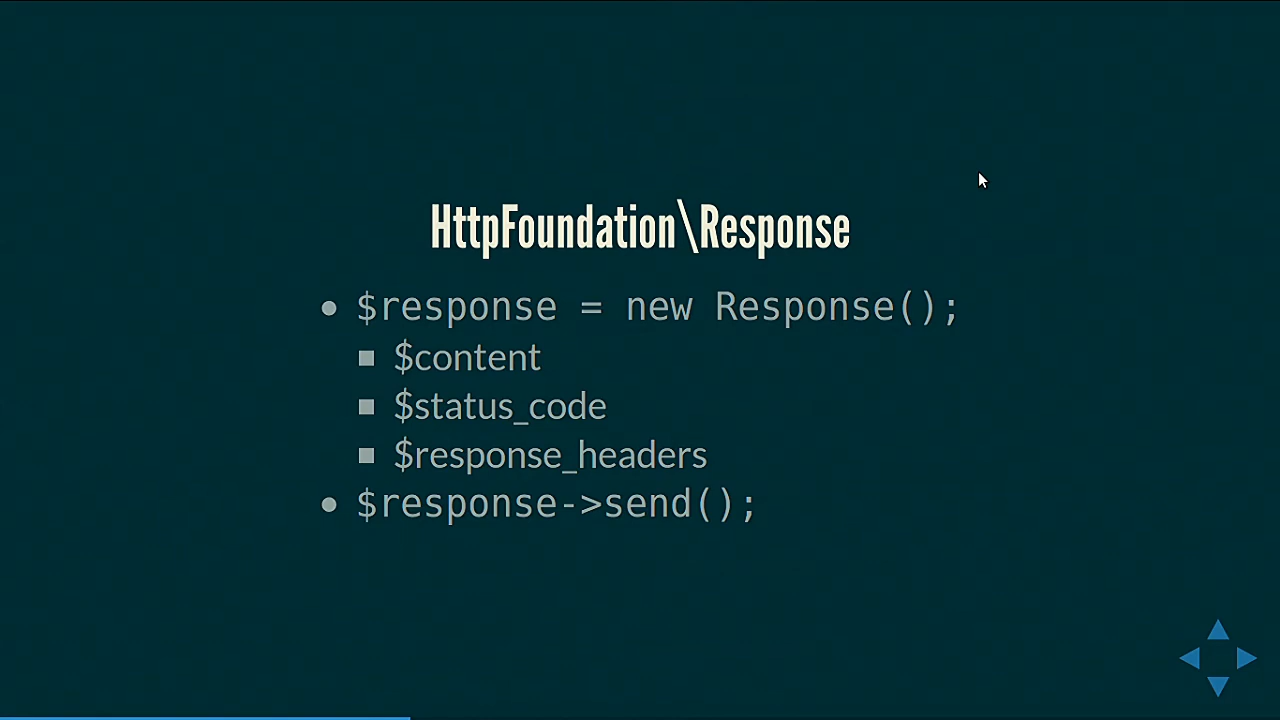 HttpFoundation\Response
$response = new Response();
$content
$status_code
$response_headers
$response->send();